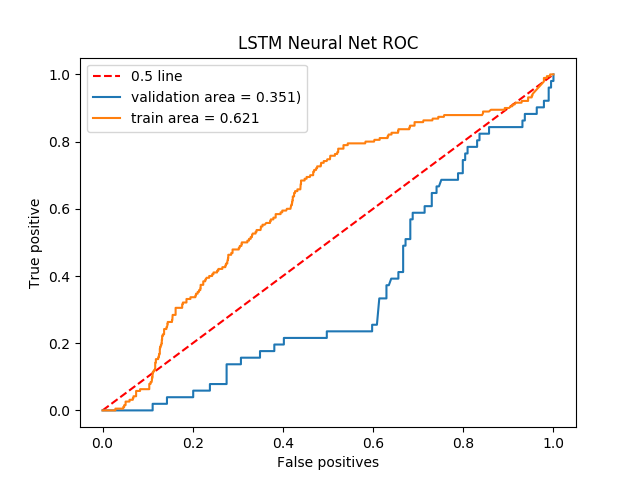 LSTM Neural Net ROC
0.5 line
validation area = 0.351)
train area = 0.621
True positive
1.0
0.8
0.6
0.4
0.2
0.0
0.0 0.2 0.4 0.6 0.8 1.0
False positives